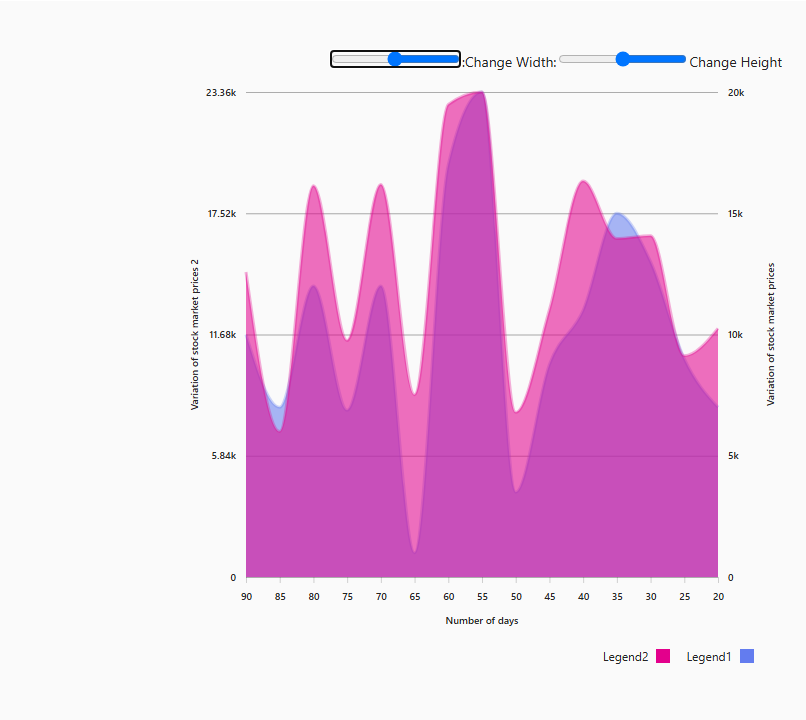 :Change Width: Change Height
23.36k
17.52k
11.68k
5.84k
0
Variation of stock market prices 2
20k
15k
10k
5k
0
Variation of stock market prices
90 85 80 75 70 65 60 55 50 45 40 35 30 25 20
Number of days
Legend2 Legend1